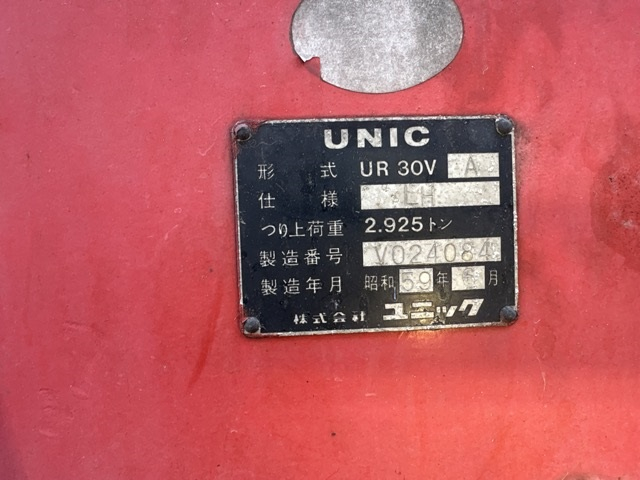 UNIC
形式 UR 30V A
仕様 LH
つり上荷重 2.925トン
製造番号 V024084
製造年月 昭和59年 月
株式会社 ユニック